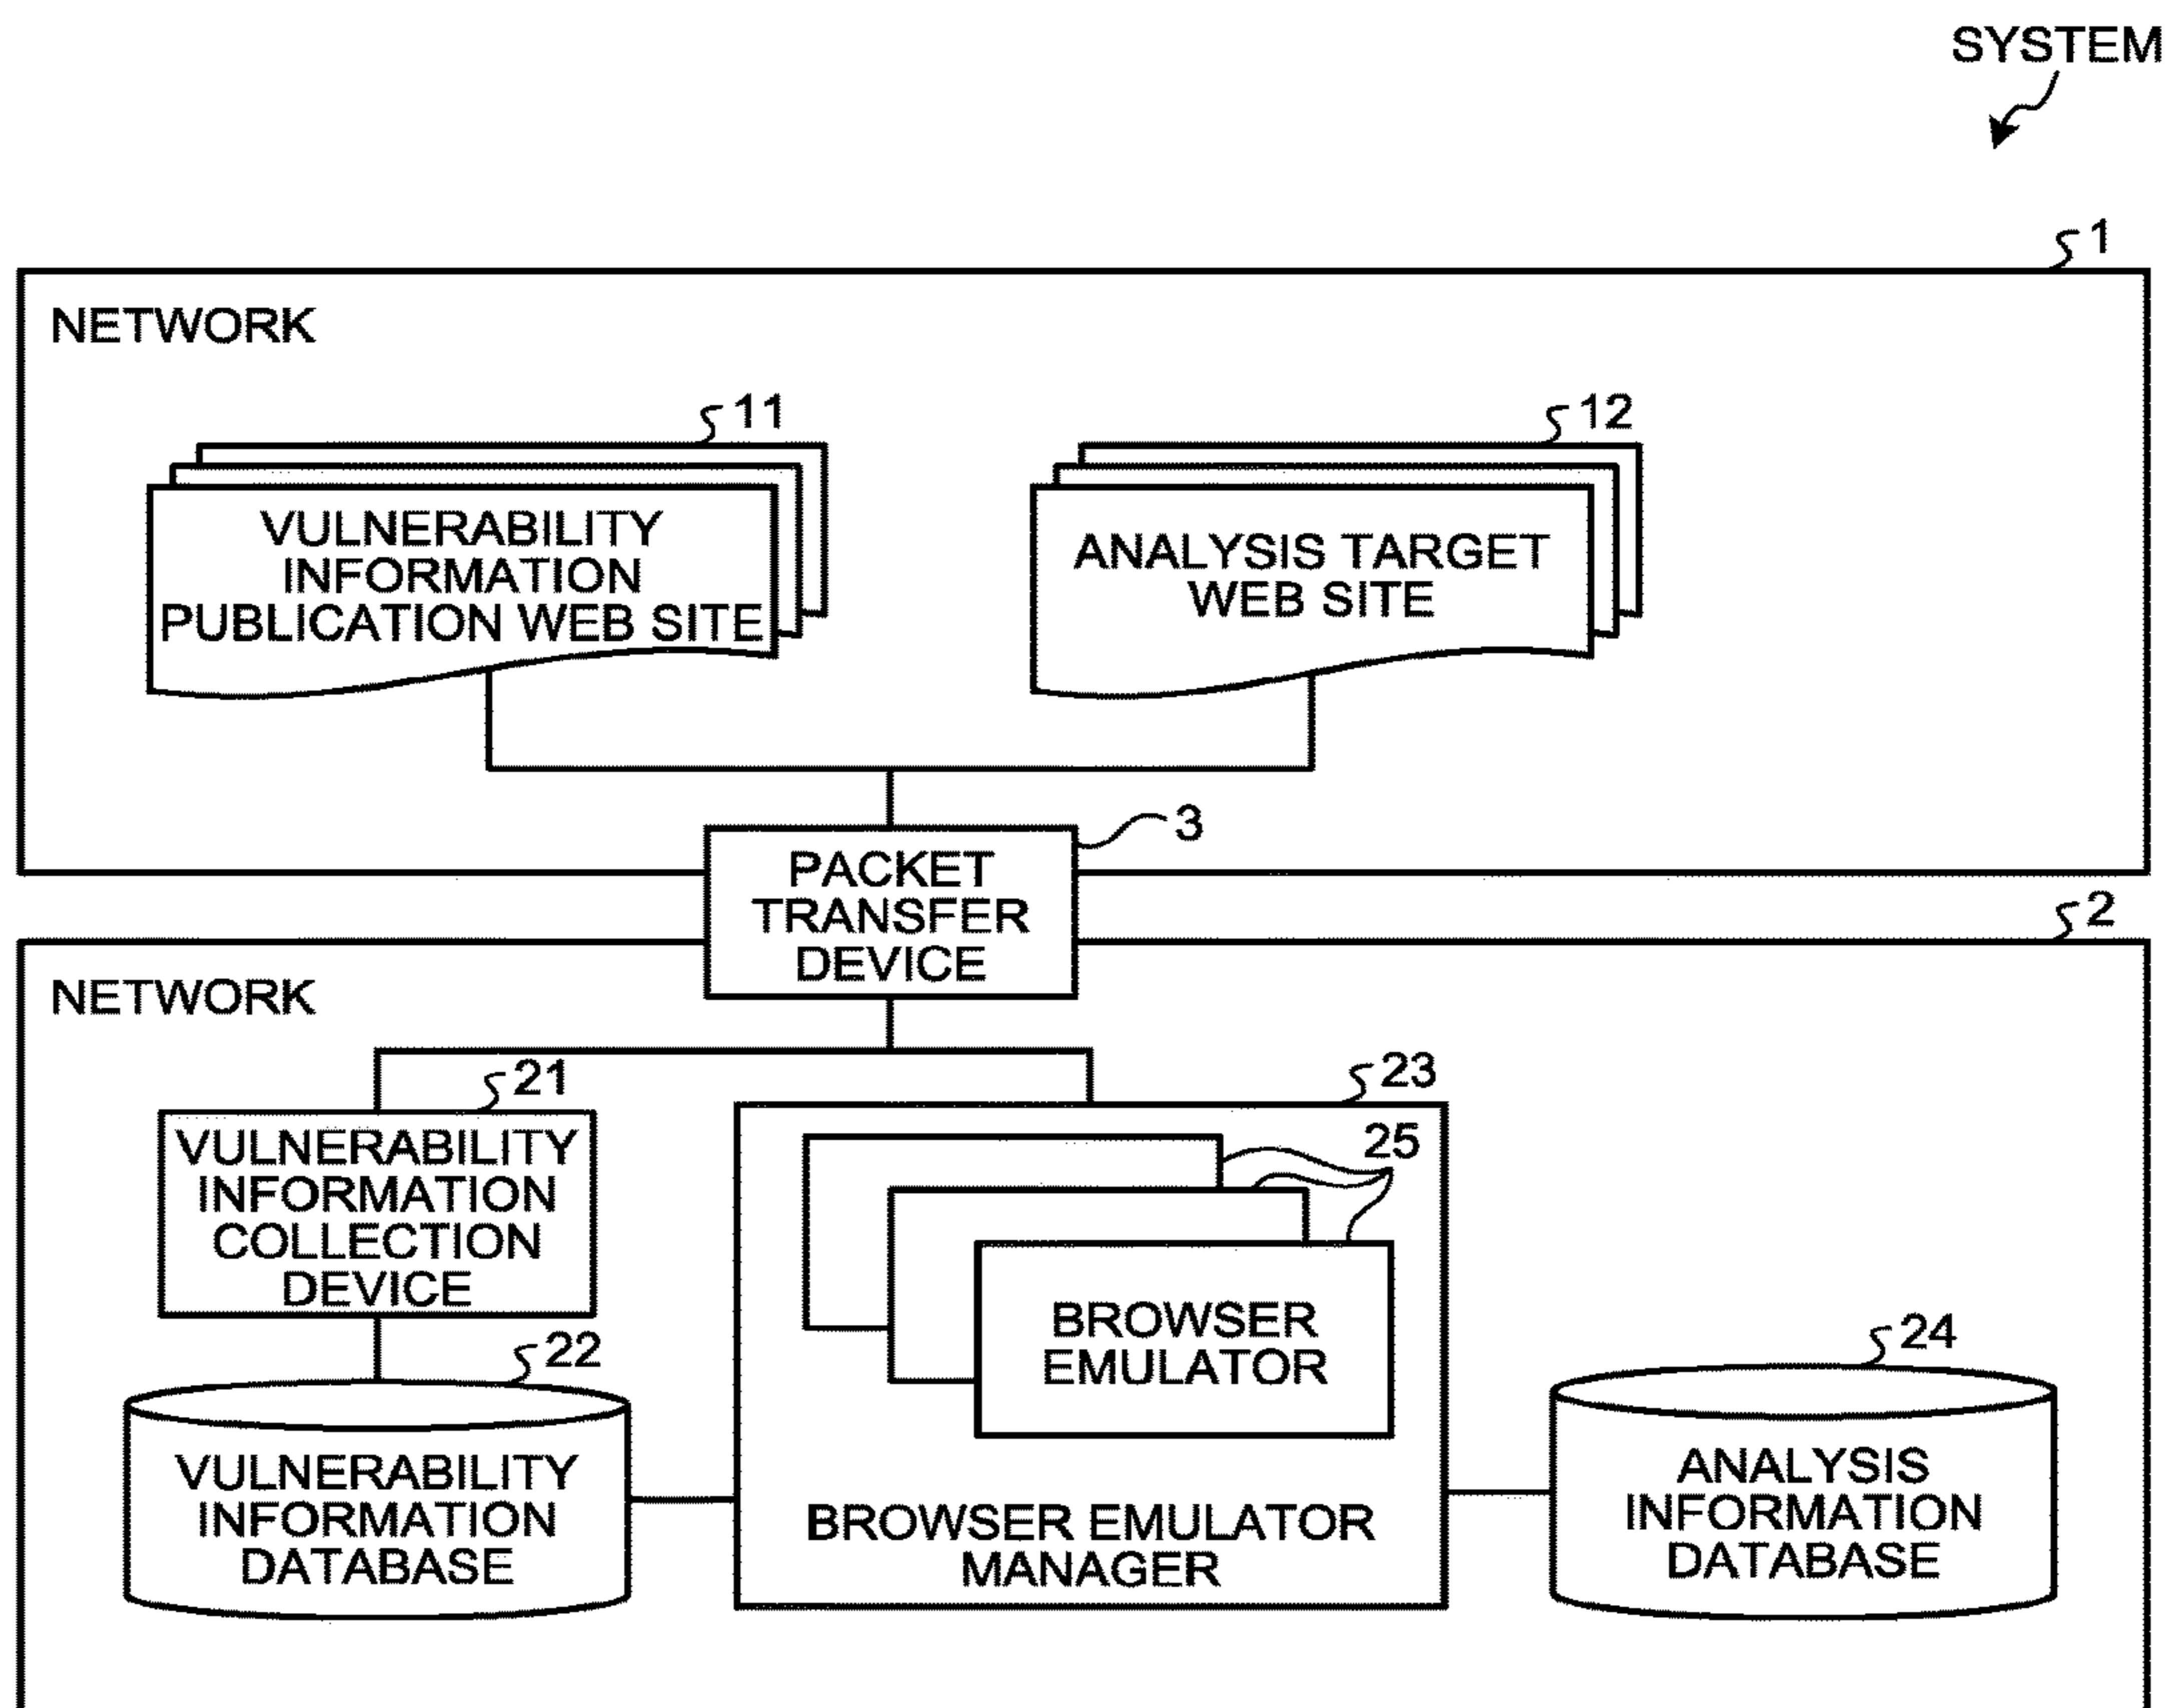 SYSTEM
1
NETWORK
11
12
VULNERABILITY
INFORMATION
PUBLICATION WEB SITE
ANALYSIS TARGET
WEB SITE
3
PACKET
TRANSFER
DEVICE
2
NETWORK
21
23
VULNERABILITY
INFORMATION
COLLECTION
DEVICE
25
BROWSER
EMULATOR
22
24
VULNERABILITY
INFORMATION
DATABASE
BROWSER EMULATOR
MANAGER
ANALYSIS
INFORMATION
DATABASE